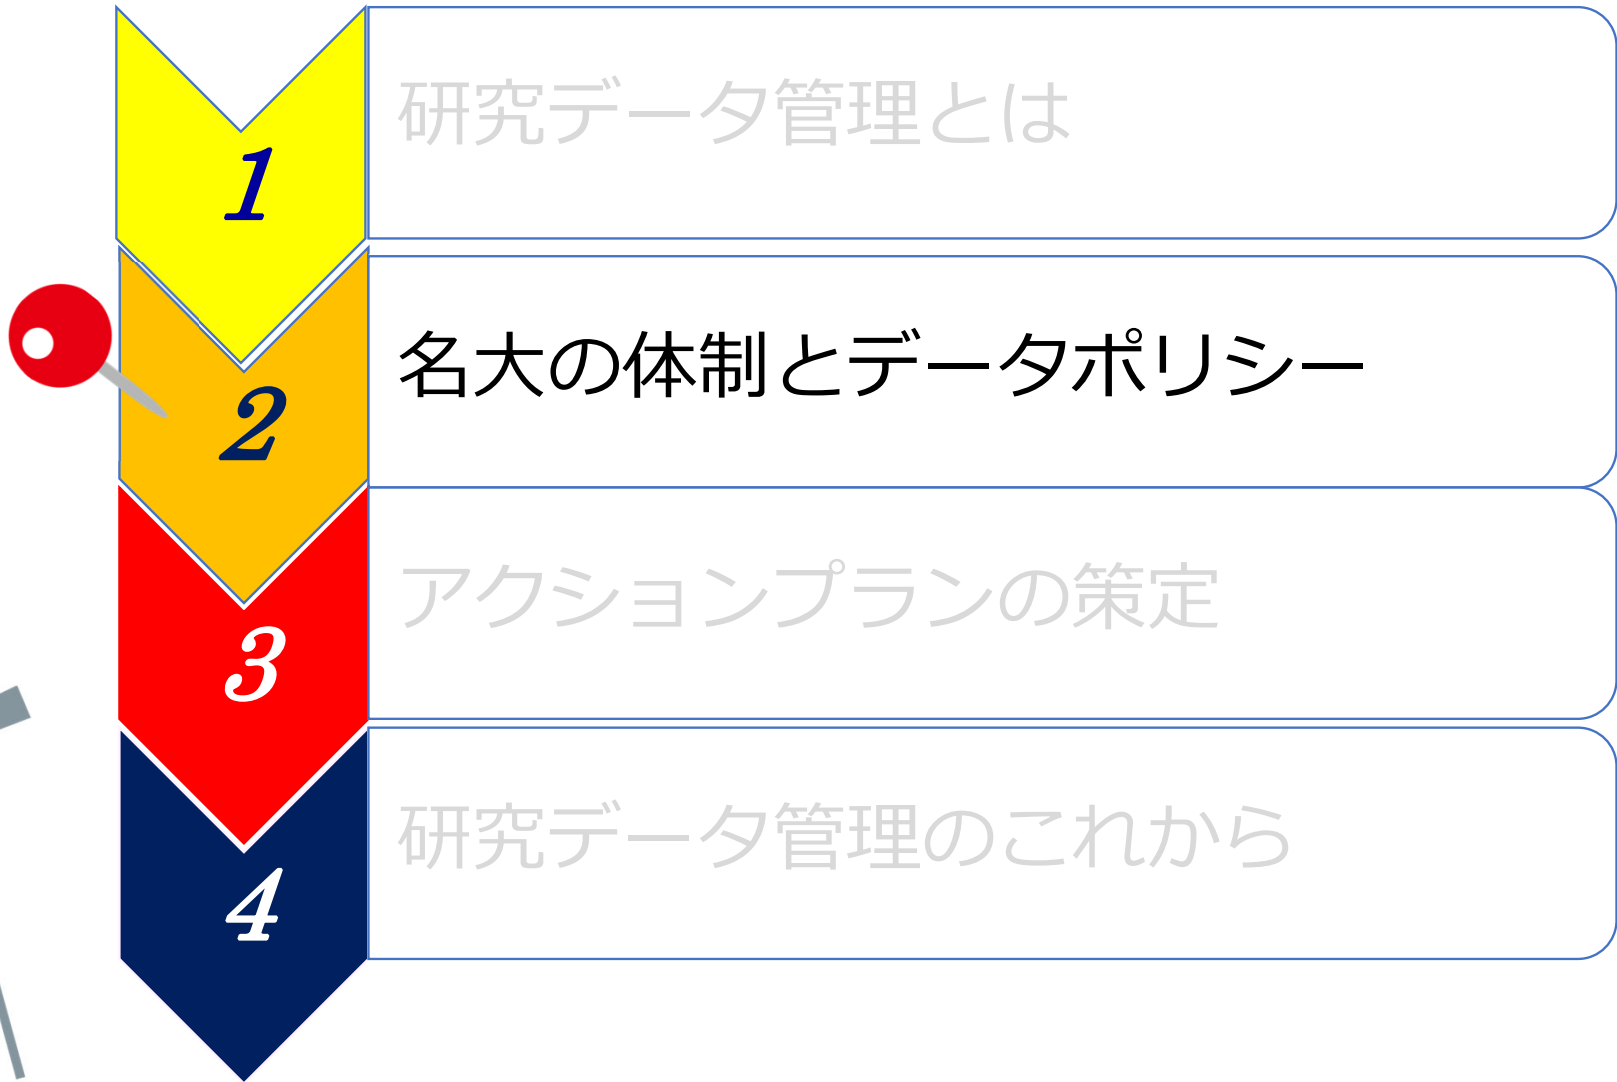 1
研究データ管理とは
2
名大の体制とデータポリシー
3
アクションプランの策定
4
研究データ管理のこれから